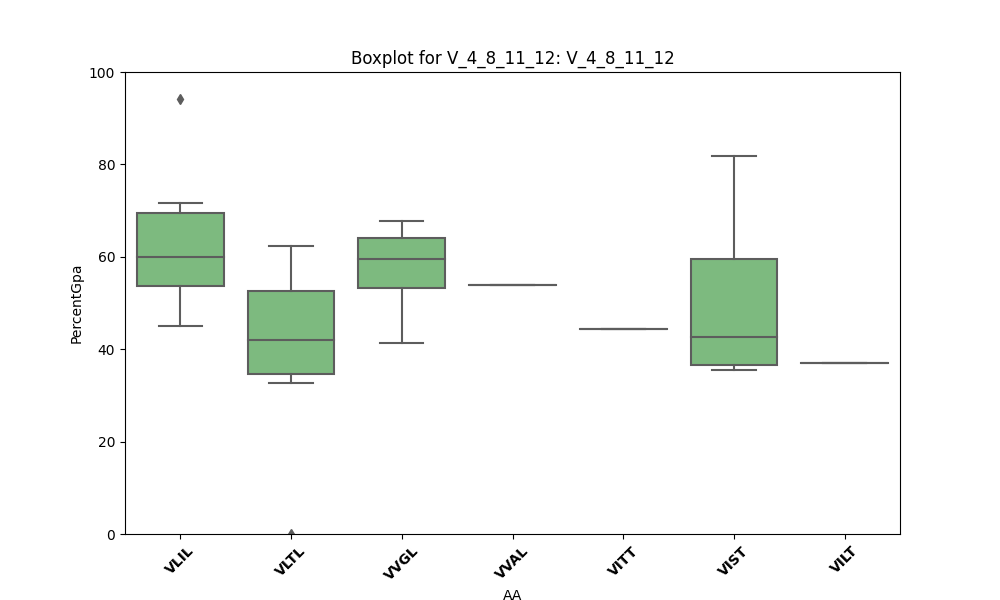 Boxplot for V_4_8_11_12: V_4_8_11_12
100
80
60
40
20
0
PercentGpa
VLIL
VLTL
VVGL
VVAL
VITT
VIST
VILT
AA